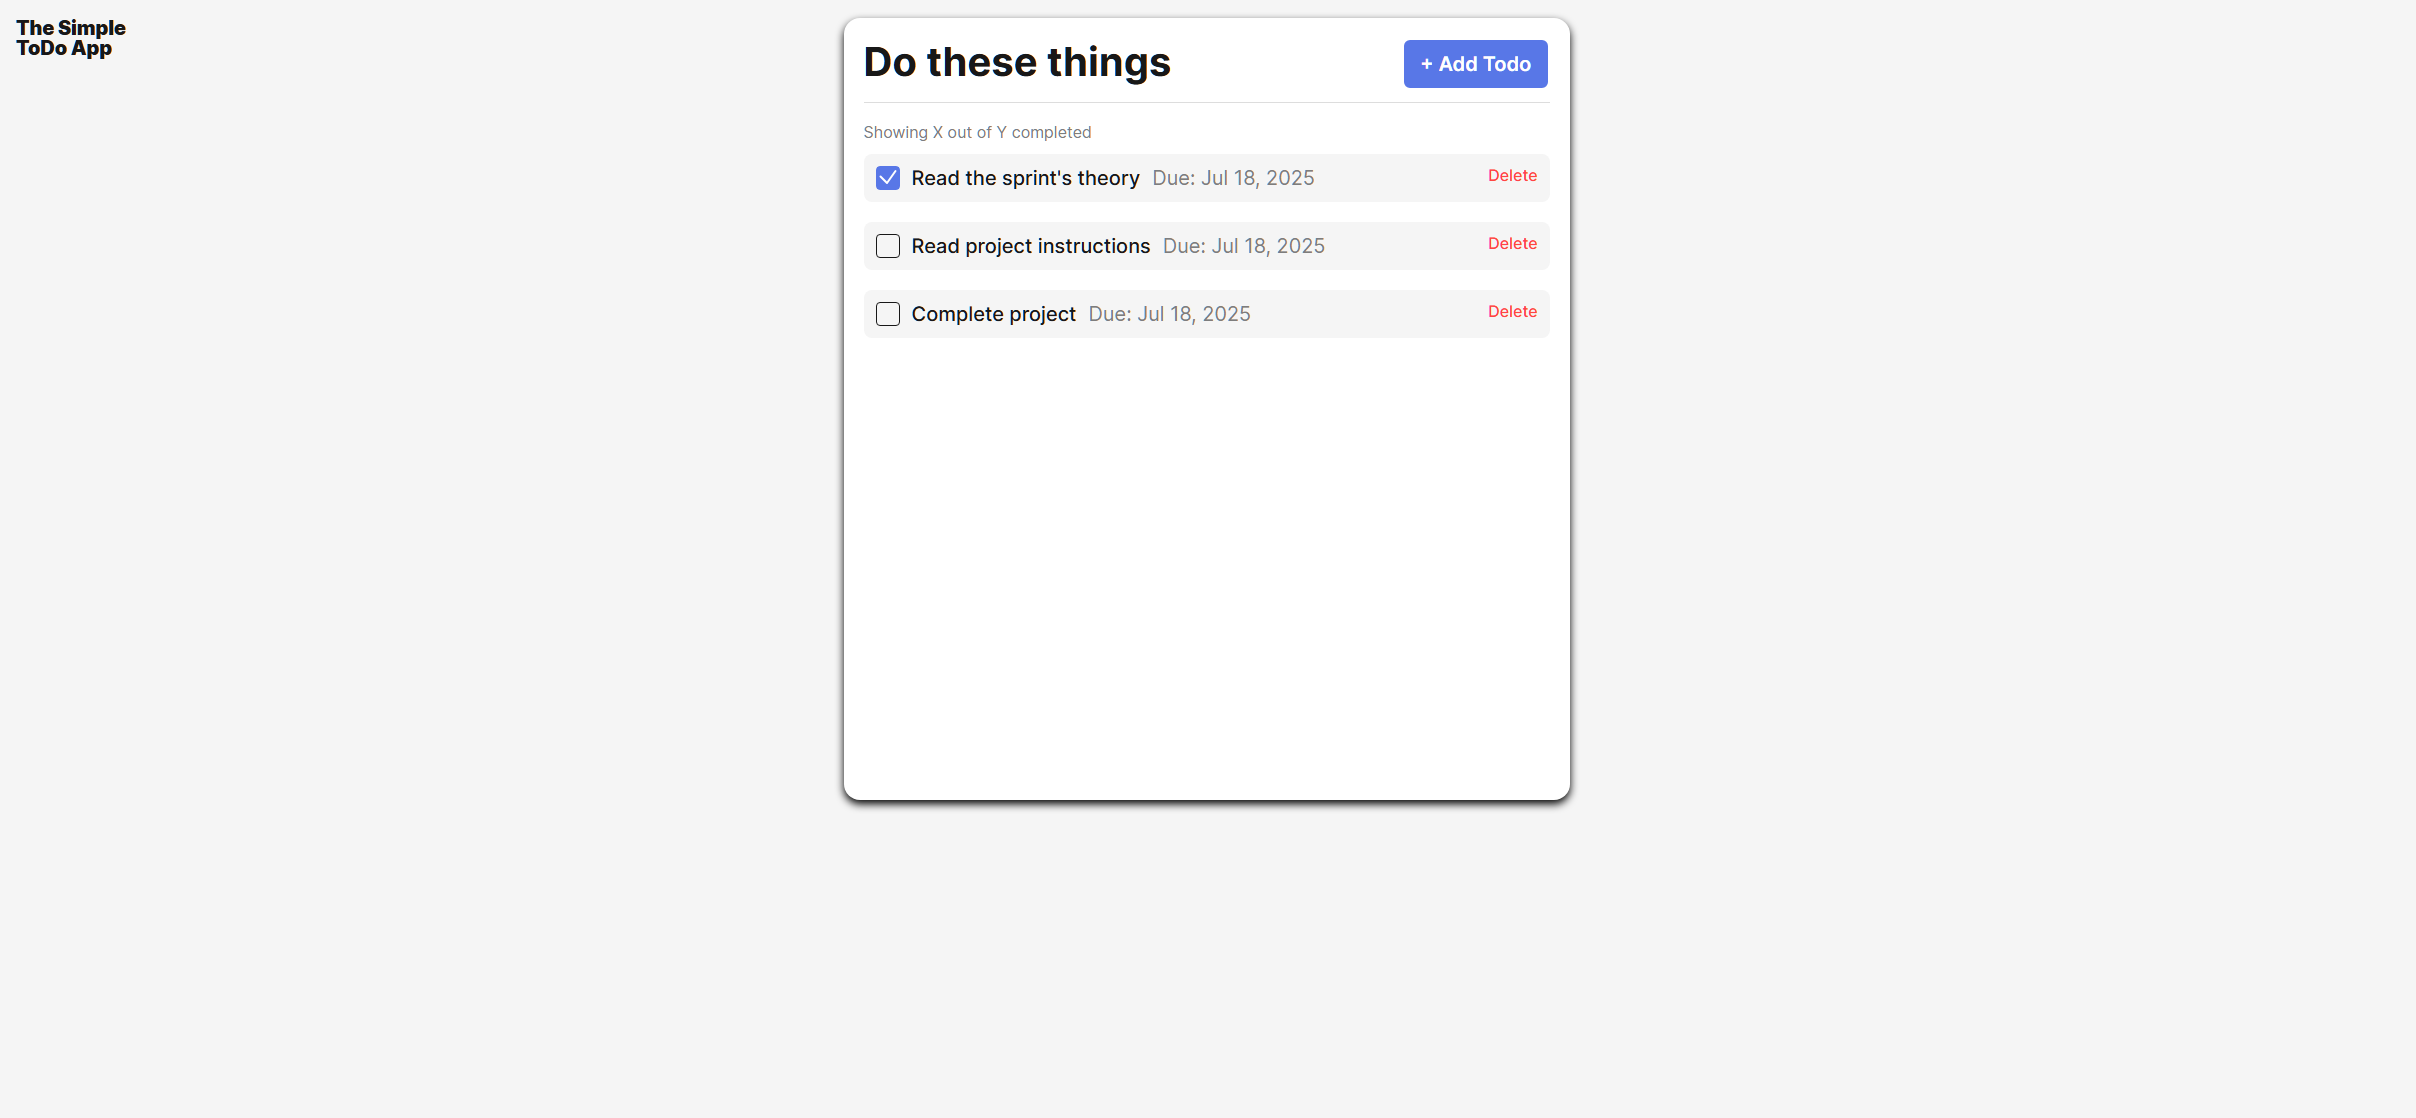 The Simple
ToDo App
Do these things
+ Add Todo
Showing X out of Y completed
Read the sprint's theory Due: Jul 18, 2025 Delete
Read project instructions Due: Jul 18, 2025 Delete
Complete project Due: Jul 18, 2025 Delete